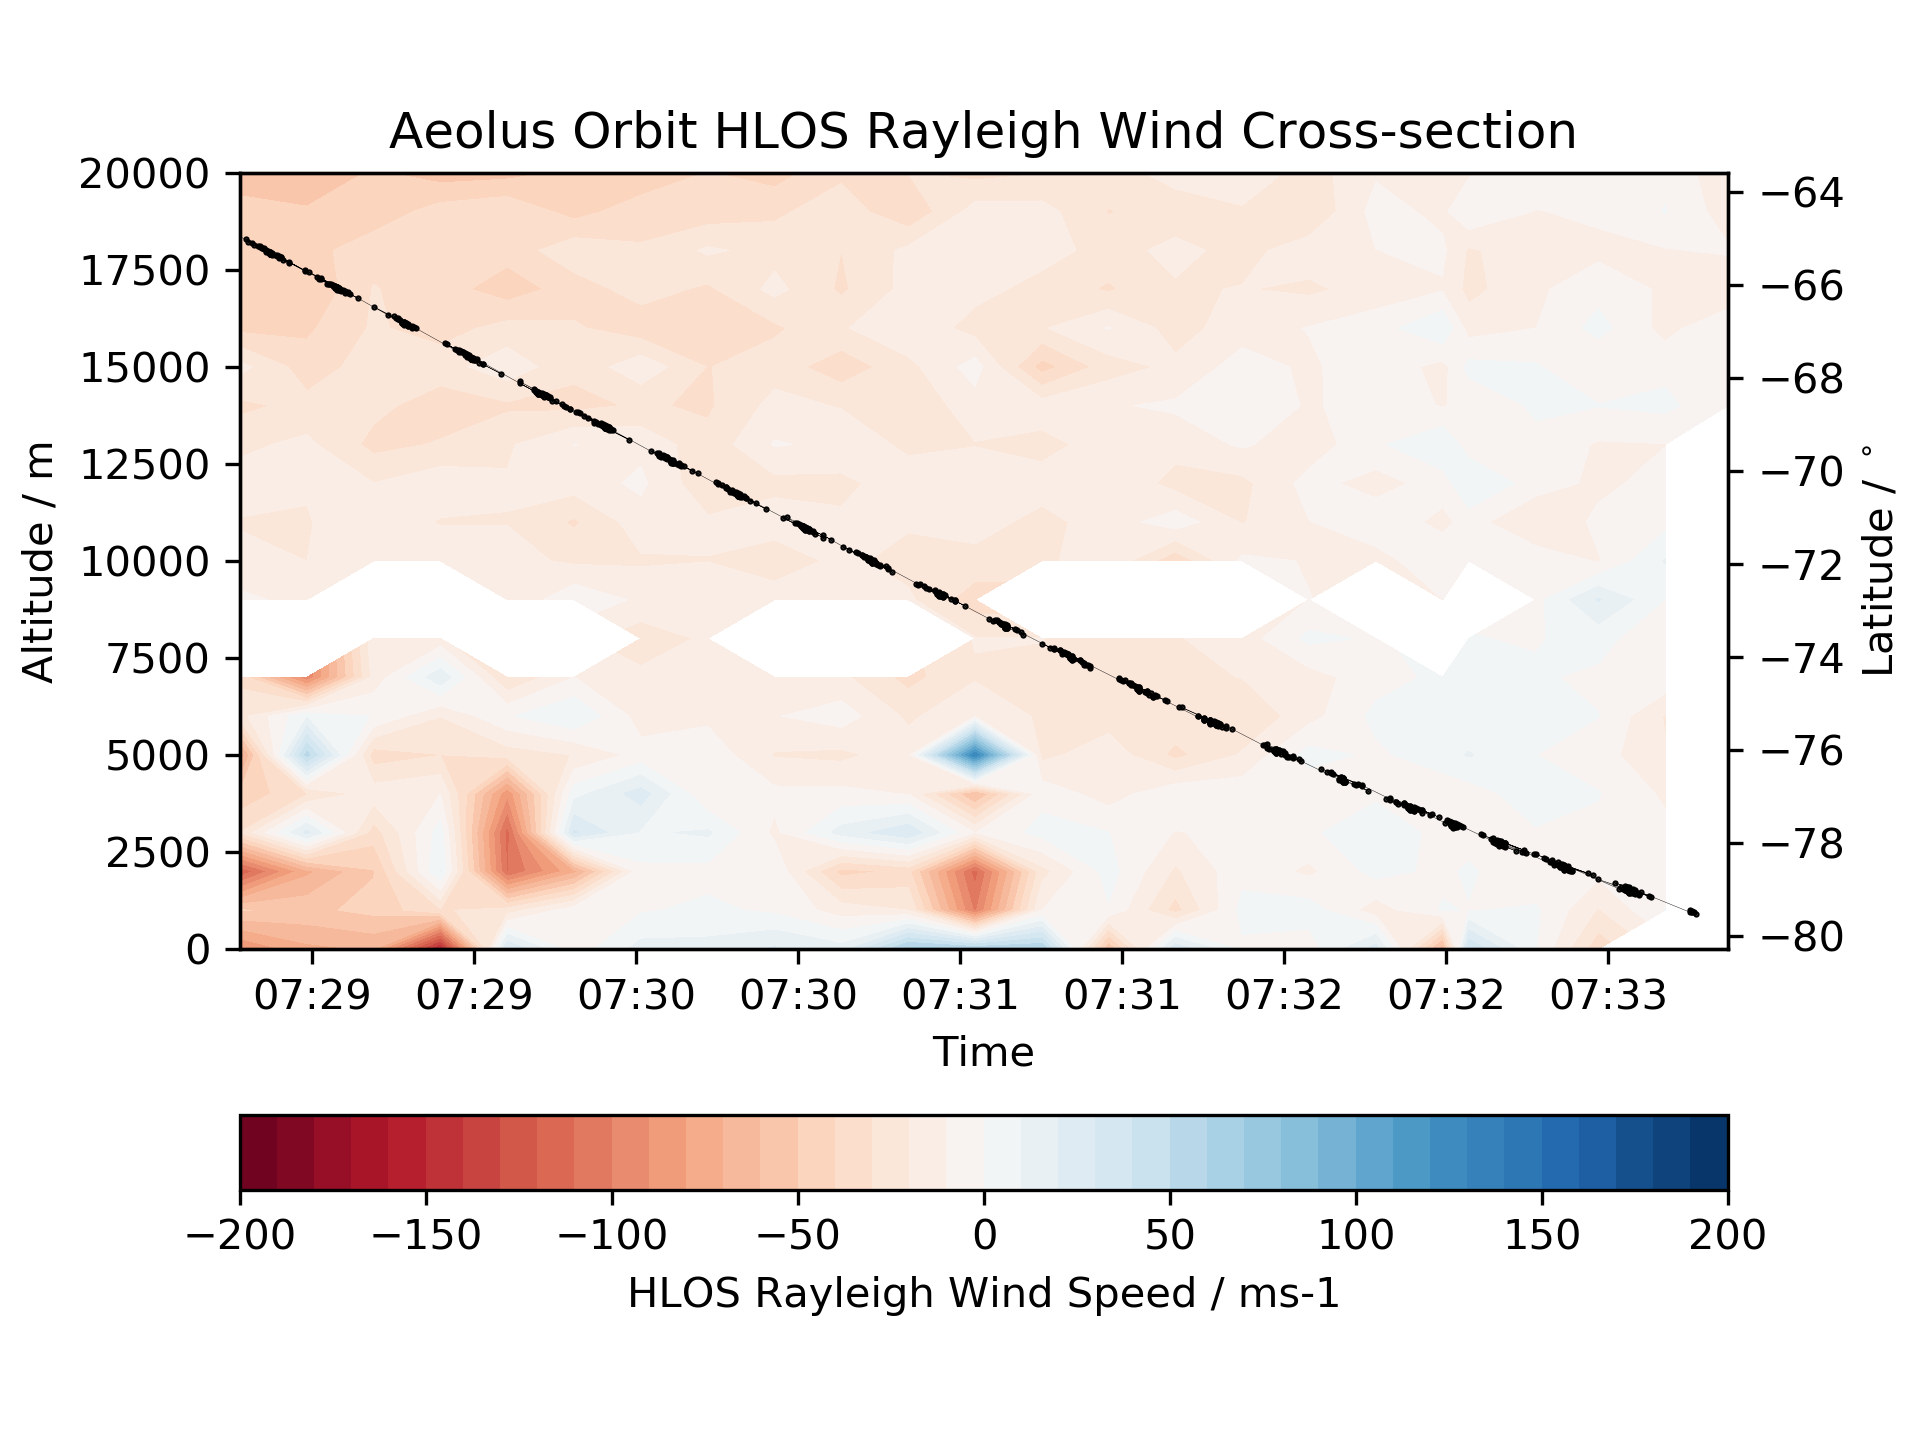 Aeolus Orbit HLOS Rayleigh Wind Cross-section
20000
17500
15000
12500
10000
7500
5000
2500
0
Altitude / m
−64
−66
−68
−70
−72
−74
−76
−78
−80
Latitude / °
07:29 07:29 07:30 07:30 07:31 07:31 07:32 07:32 07:33
Time
−200 −150 −100 −50 0 50 100 150 200
HLOS Rayleigh Wind Speed / ms-1